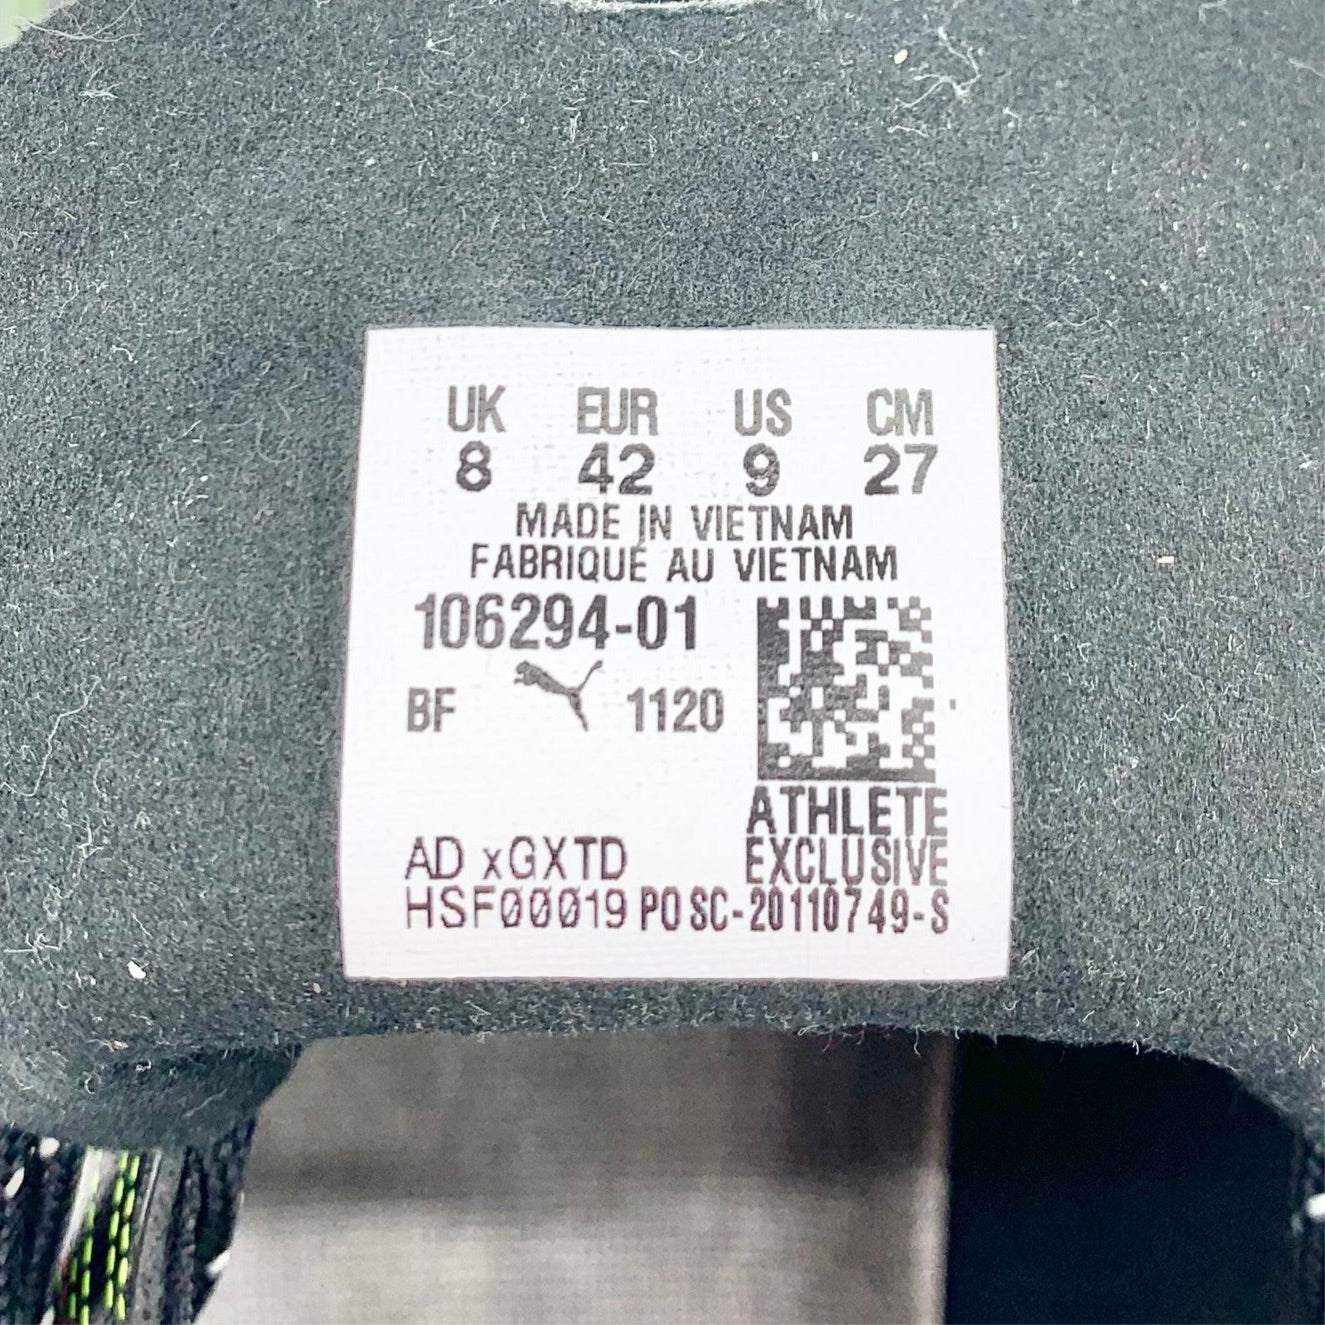 UK EUR US CM
8 42 9 27
MADE IN VIETNAM
FABRIQUÉ AU VIETNAM
106294-01
BF 1120
ATHLETE
AD xGXTD EXCLUSIVE
HSF00019 PO SC-20110749-S